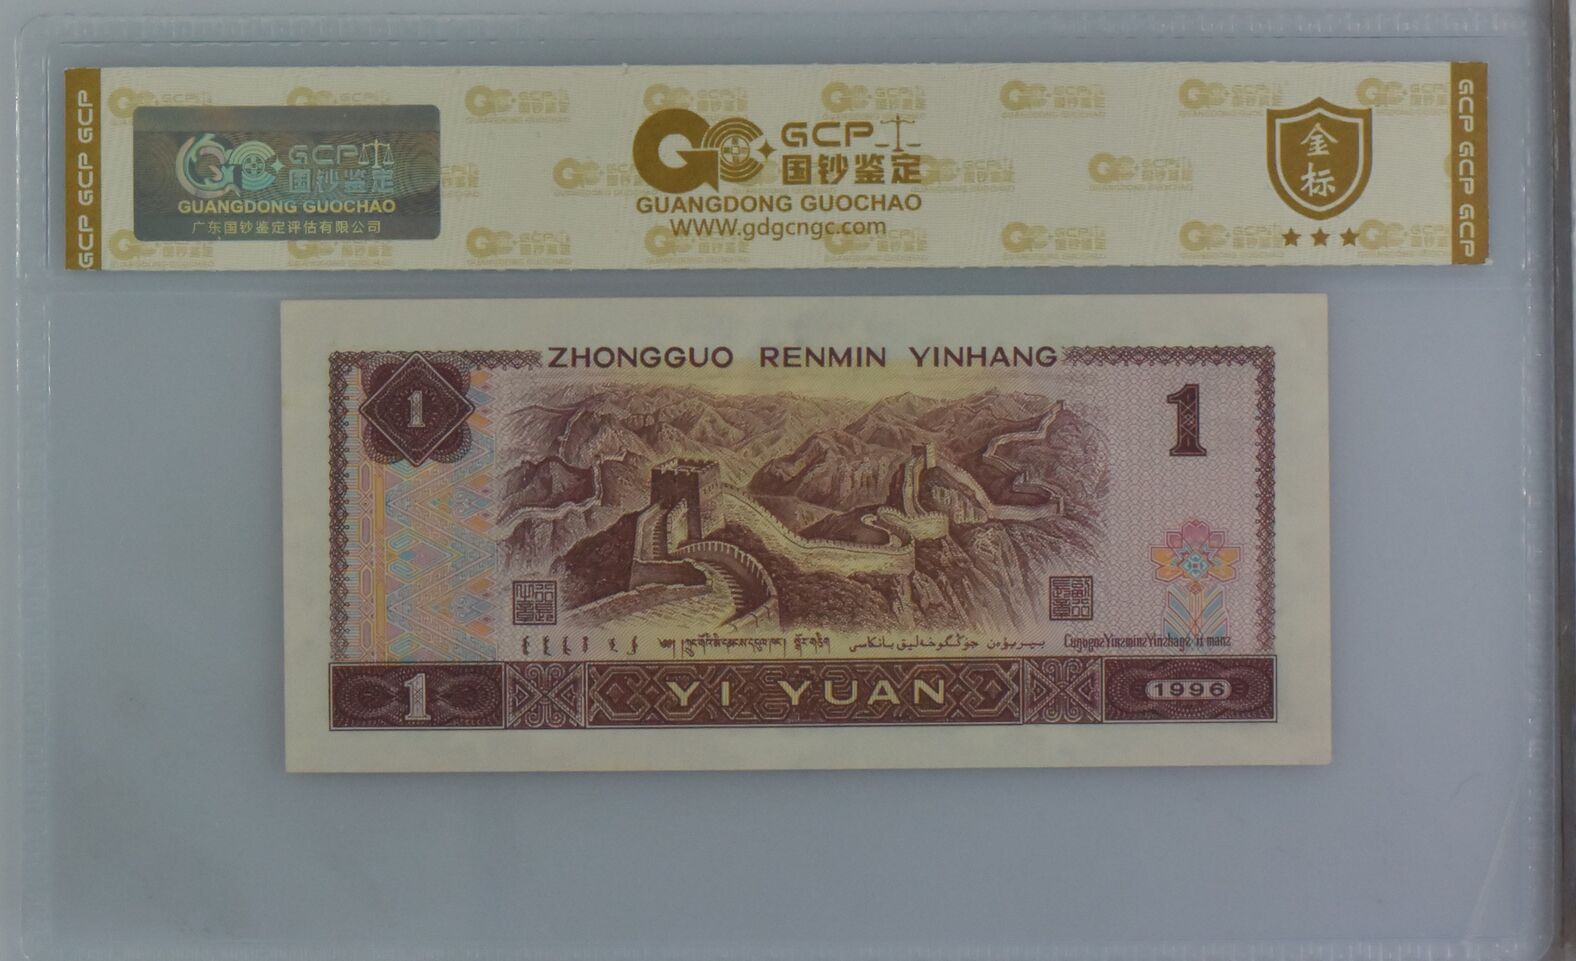 GCP GCP GCP
GCP
国钞鉴定
GUANGDONG GUOCHAO
广东国钞鉴定评估有限公司
GCP
国钞鉴定
GUANGDONG GUOCHAO
WWW.gdgcngc.com
金标
GCP GCP GCP
ZHONGGUO RENMIN YINHANG
1
1
1
YI YUAN
1996